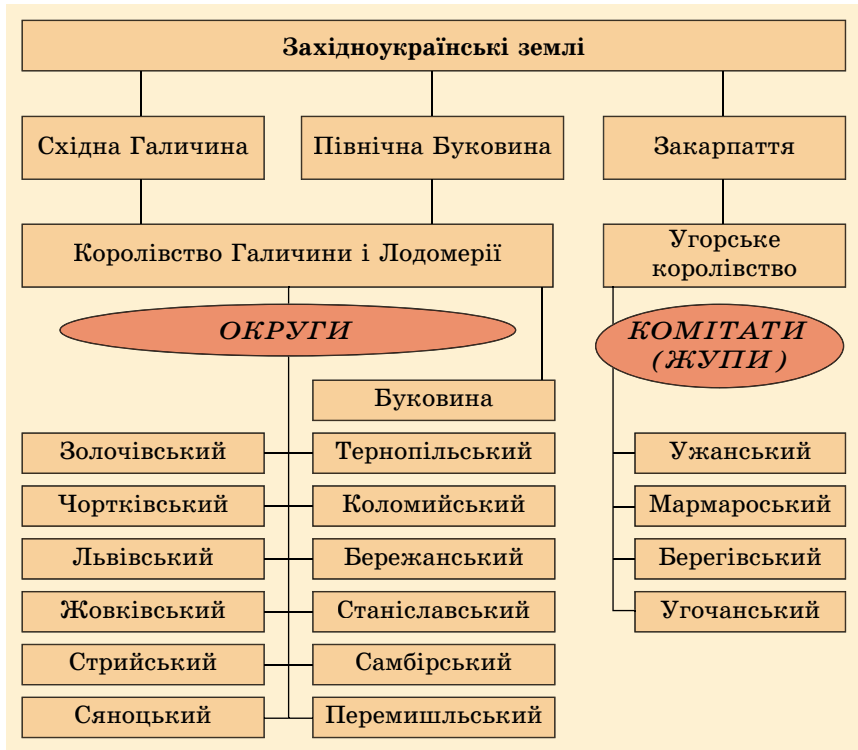 Західноукраїнські землі
Східна Галичина
Північна Буковина
Закарпаття
Королівство Галичини і Лодомерії
Угорське
королівство
ОКРУГИ
КОМІТАТИ
(ЖУПИ)
Буковина
Золочівський
Тернопільський
Ужанський
Чортківський
Коломийський
Мармароський
Львівський
Бережанський
Берегівський
Жовківський
Станіславський
Угочанський
Стрийський
Самбірський
Сяноцький
Перемишльський